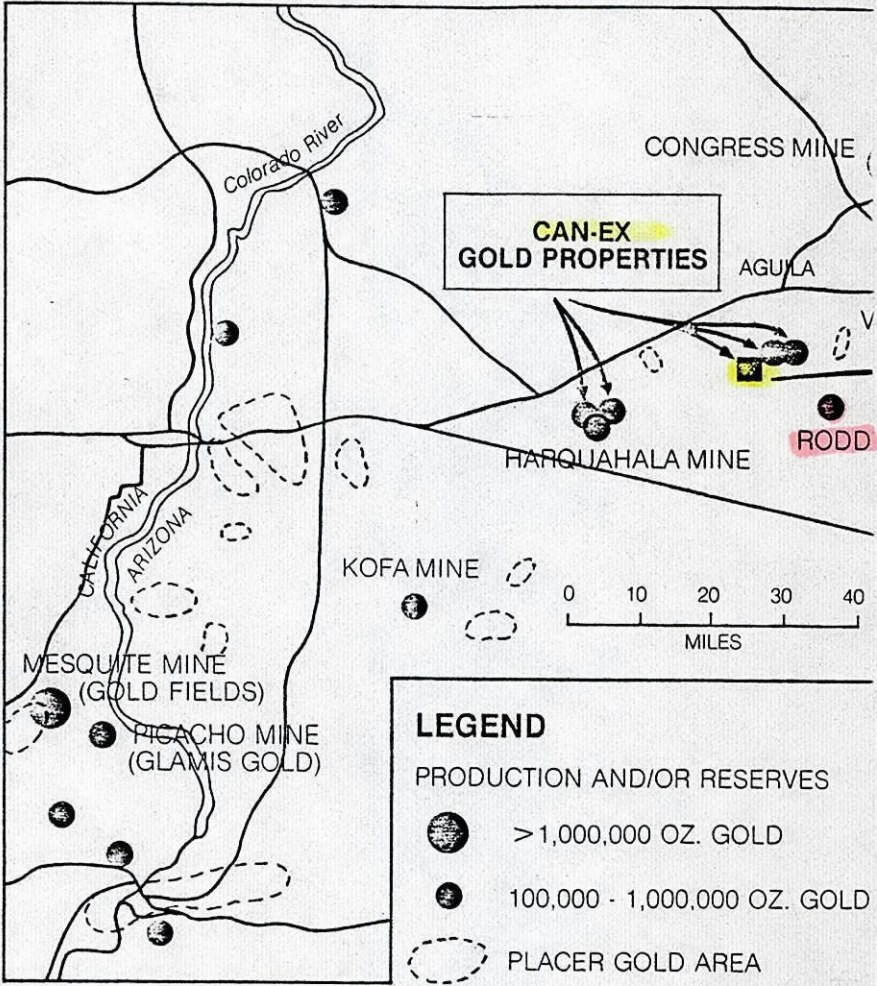 Colorado River
CONGRESS MINE
CAN-EX
GOLD PROPERTIES
AGUILA
V
RODD
HARQUAHALA MINE
CALIFORNIA
ARIZONA
KOFA MINE
0 10 20 30 40
MILES
MESQUITE MINE
(GOLD FIELDS)
PICACHO MINE
(GLAMIS GOLD)
LEGEND
PRODUCTION AND/OR RESERVES
>1,000,000 OZ. GOLD
100,000 - 1,000,000 OZ. GOLD
PLACER GOLD AREA